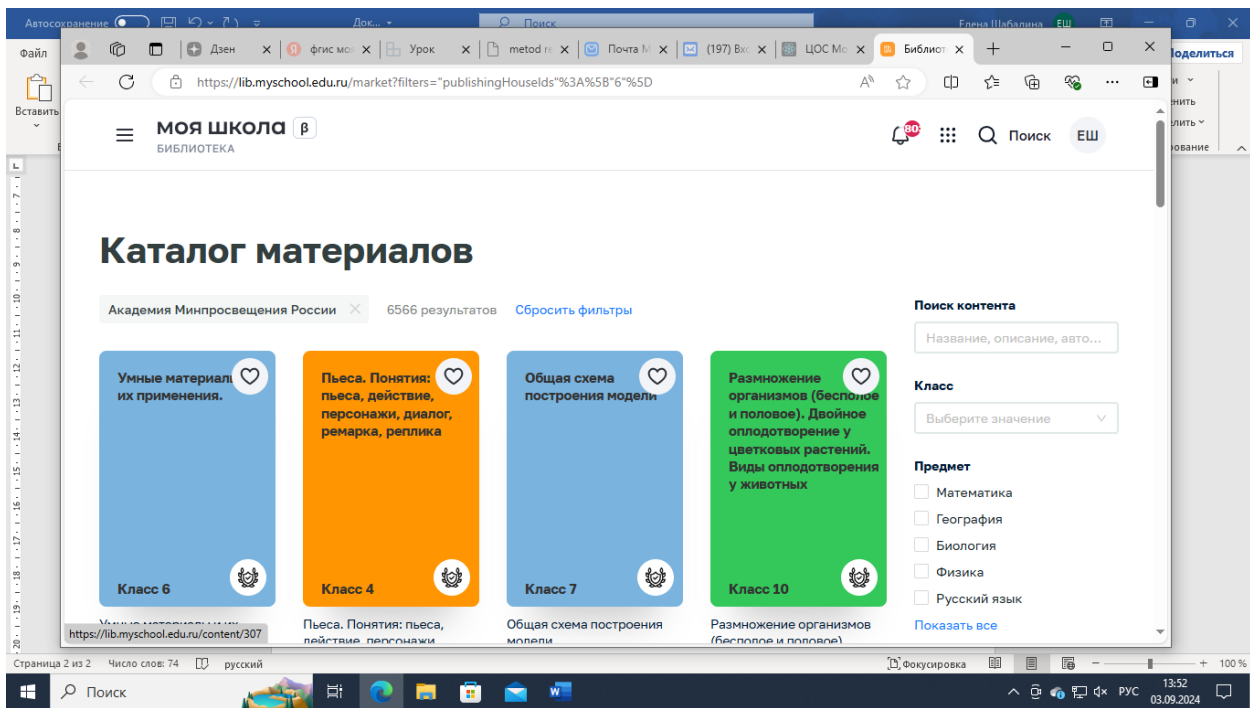 Автосохранение
Док...
Поиск
Елена Шабалина
ЕШ
Файл
Поделиться
Дзен
фгис моя
Урок
metod re
Почта M
(197) Вхо
ЦОС Мо
Библиот
https://lib.myschool.edu.ru/market?filters="publishingHouseIds"%3A%5B"6"%5D
Вставить
МОЯ ШКОЛА β
БИБЛИОТЕКА
80
Поиск
ЕШ
Каталог материалов
Академия Минпросвещения России
6566 результатов
Сбросить фильтры
Умные материал
их применения.
Класс 6
Пьеса. Понятия:
пьеса, действие,
персонажи, диалог,
ремарка, реплика
Класс 4
Общая схема
построения модели
Класс 7
Размножение
организмов (бесполое
и половое). Двойное
оплодотворение у
цветковых растений.
Виды оплодотворения
у животных
Класс 10
Умные материалы и их
Пьеса. Понятия: пьеса,
действие, персонажи,
Общая схема построения
модели
Размножение организмов
(бесполое и половое).
Поиск контента
Название, описание, авто...
Класс
Выберите значение
Предмет
Математика
География
Биология
Физика
Русский язык
Показать все
https://lib.myschool.edu.ru/content/307
Страница 2 из 2
Число слов: 74
русский
Фокусировка
100 %
Поиск
РУС
13:52
03.09.2024